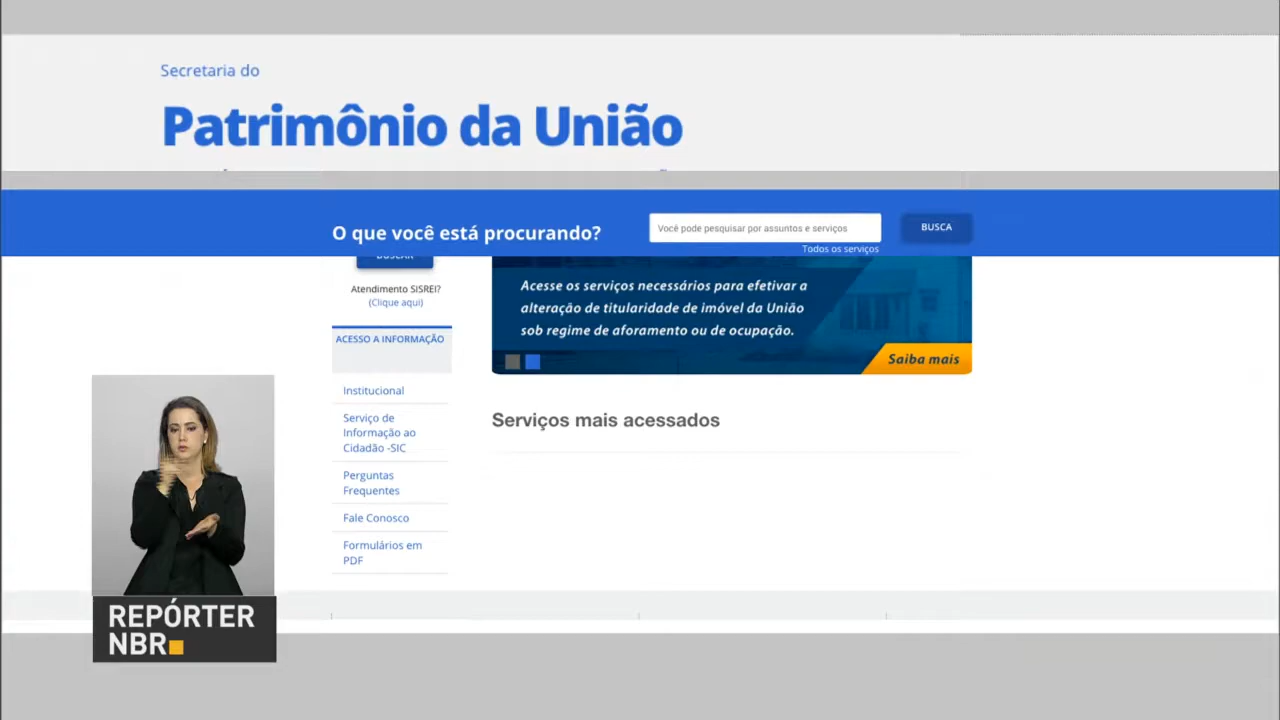 Secretaria do
Patrimônio da União
O que você está procurando?
Você pode pesquisar por assuntos e serviços
BUSCA
Todos os serviços
BUSCAR
Atendimento SISREI?
(Clique aqui)
ACESSO A INFORMAÇÃO
Institucional
Serviço de
Informação ao
Cidadão -SIC
Perguntas
Frequentes
Fale Conosco
Formulários em
PDF
Acesse os serviços necessários para efetivar a
alteração de titularidade de imóvel da União
sob regime de aforamento ou de ocupação.
Saiba mais
Serviços mais acessados
REPÓRTER
NBR